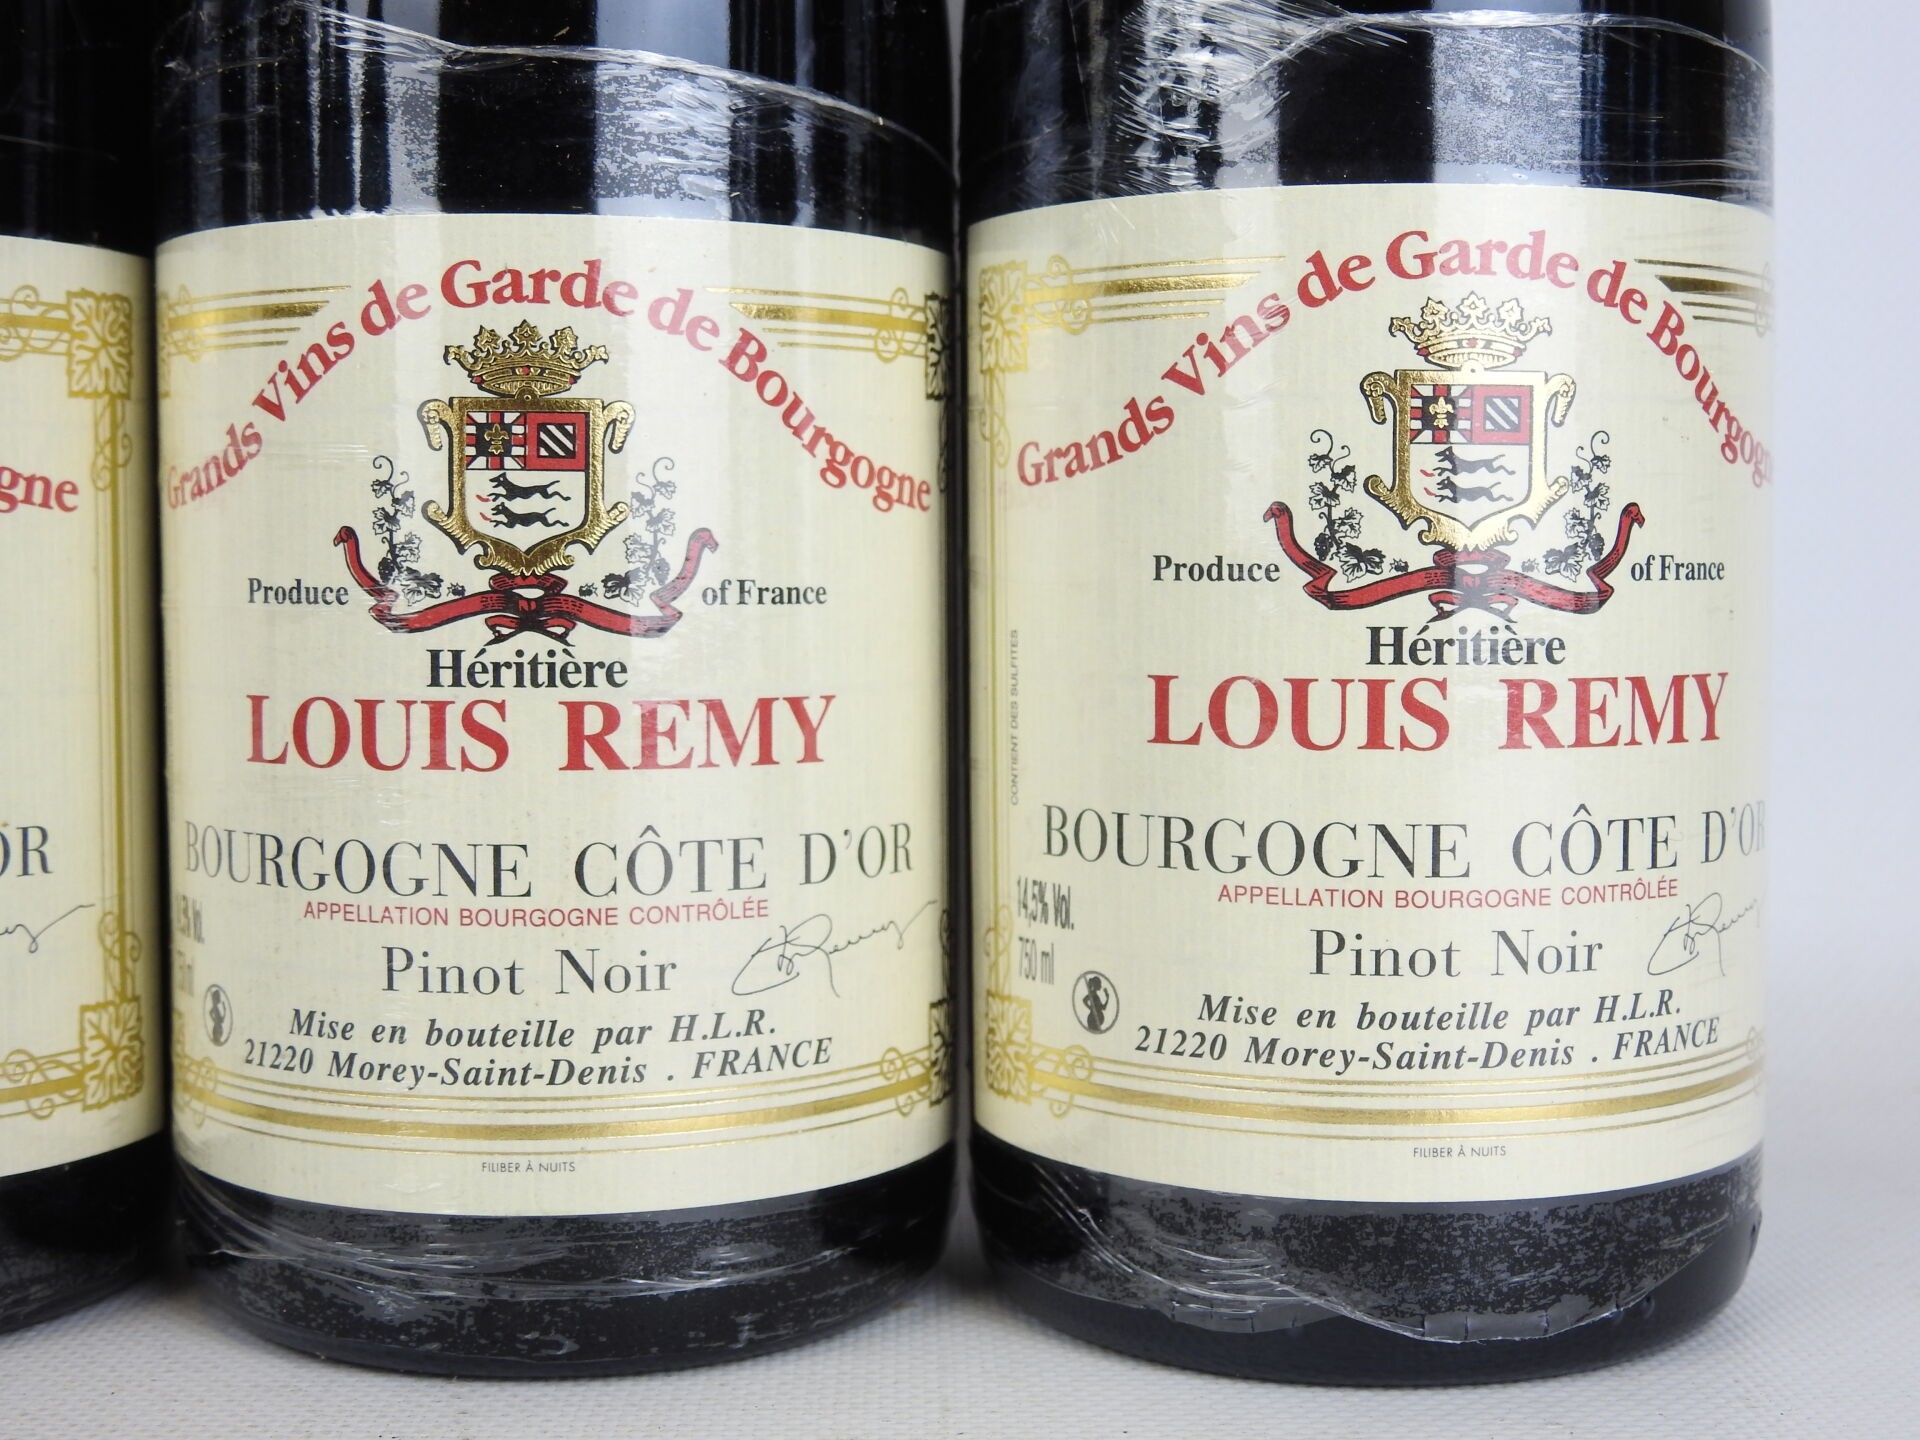 gne
OR
Grands Vins de Garde de Bourgogne
Produce of France
Héritière
LOUIS REMY
BOURGOGNE CÔTE D'OR
APPELLATION BOURGOGNE CONTRÔLÉE
Pinot Noir
Mise en bouteille par H.L.R.
21220 Morey-Saint-Denis . FRANCE
FILIBER À NUITS
Grands Vins de Garde de Bourgogn
Produce of France
Héritière
LOUIS REMY
CONTIENT DES SULFITES
BOURGOGNE CÔTE D'OR
APPELLATION BOURGOGNE CONTRÔLÉE
14,5% Vol.
750 ml
Pinot Noir
Mise en bouteille par H.L.R.
21220 Morey-Saint-Denis . FRANCE
FILIBER À NUITS